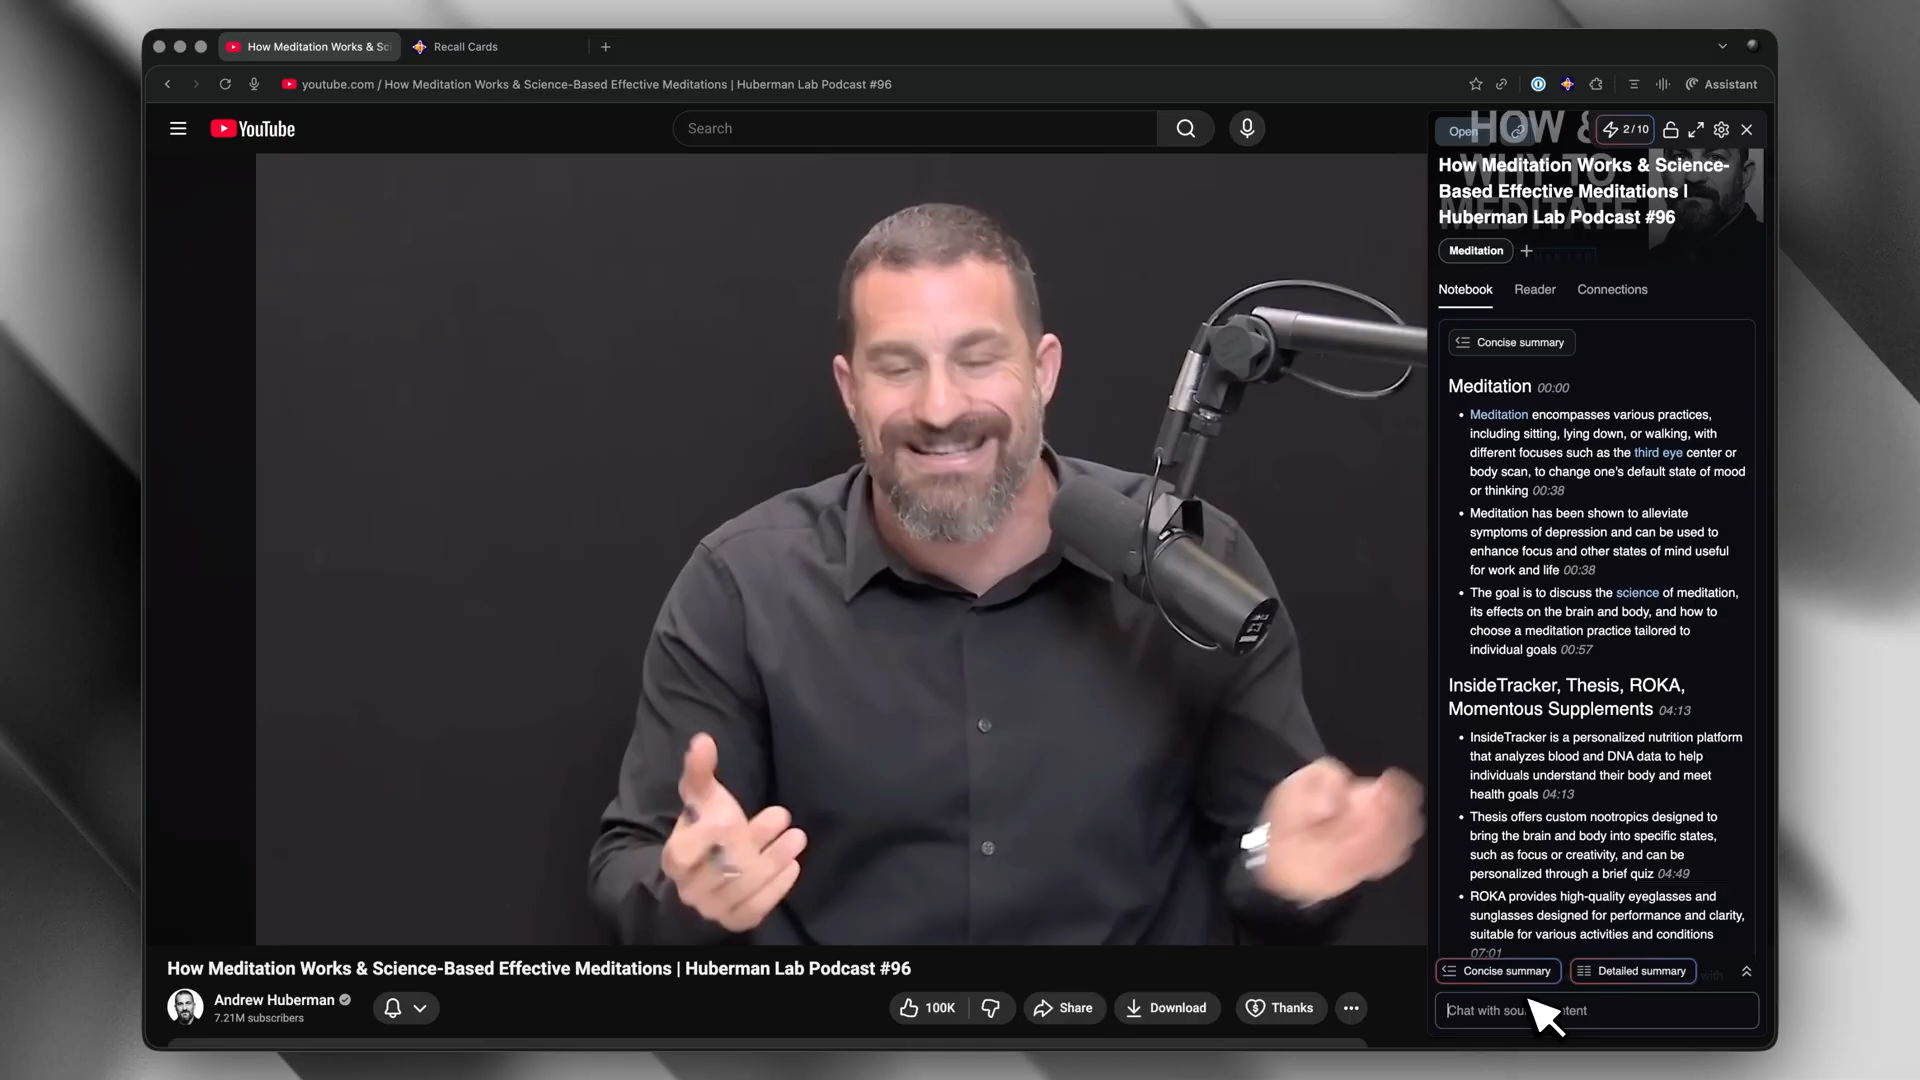 How Meditation Works & Sc
Recall Cards
youtube.com / How Meditation Works & Science-Based Effective Meditations | Huberman Lab Podcast #96
Assistant
YouTube
Search
Open
2 / 10
HOW &
WHY TO
MEDITATE
How Meditation Works & Science-
Based Effective Meditations |
Huberman Lab Podcast #96
Meditation
Notebook Reader Connections
Concise summary
Meditation 00:00
• Meditation encompasses various practices,
including sitting, lying down, or walking, with
different focuses such as the third eye center or
body scan, to change one's default state of mood
or thinking 00:38
• Meditation has been shown to alleviate
symptoms of depression and can be used to
enhance focus and other states of mind useful
for work and life 00:38
• The goal is to discuss the science of meditation,
its effects on the brain and body, and how to
choose a meditation practice tailored to
individual goals 00:57
InsideTracker, Thesis, ROKA,
Momentous Supplements 04:13
• InsideTracker is a personalized nutrition platform
that analyzes blood and DNA data to help
individuals understand their body and meet
health goals 04:13
• Thesis offers custom nootropics designed to
bring the brain and body into specific states,
such as focus or creativity, and can be
personalized through a brief quiz 04:49
• ROKA provides high-quality eyeglasses and
sunglasses designed for performance and clarity,
suitable for various activities and conditions
07:01
with
Concise summary
Detailed summary
Chat with sou tent
How Meditation Works & Science-Based Effective Meditations | Huberman Lab Podcast #96
Andrew Huberman
7.21M subscribers
100K
Share
Download
Thanks